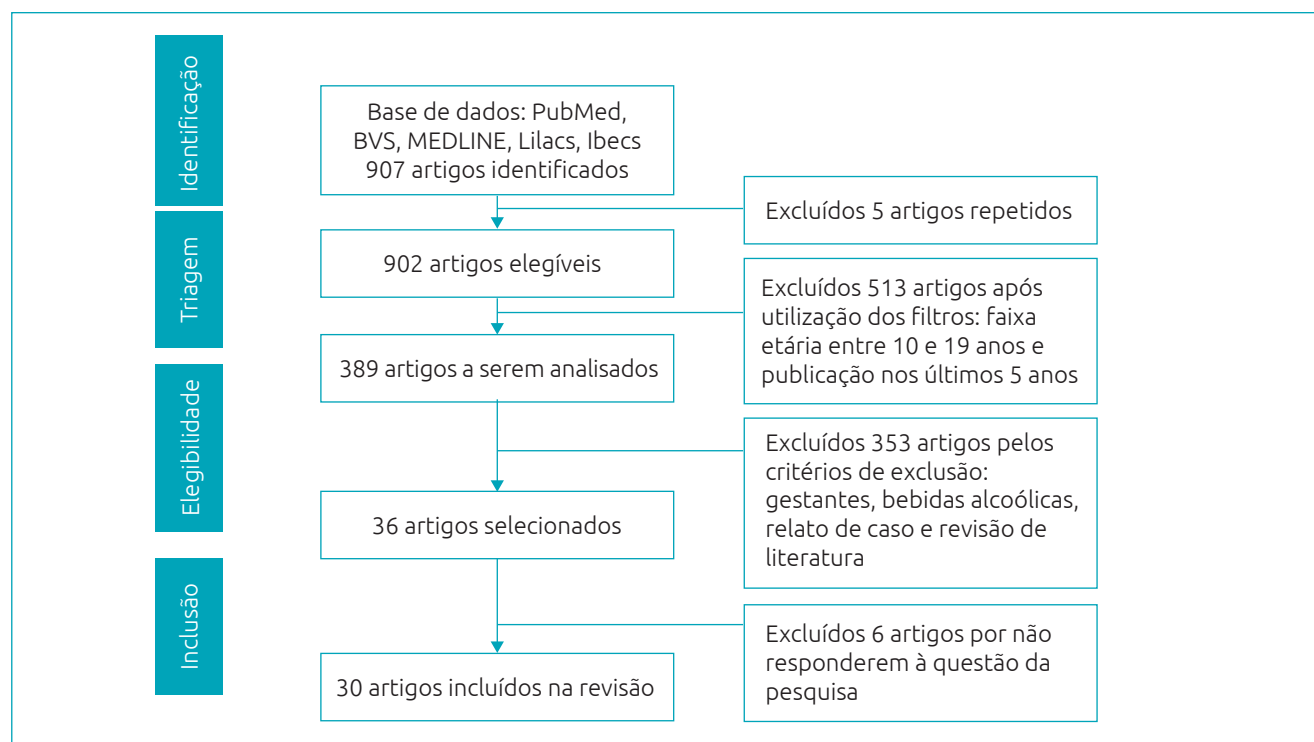 Identificação
Base de dados: PubMed,
BVS, MEDLINE, Lilacs, Ibecs
907 artigos identificados
Excluídos 5 artigos repetidos
Triagem
902 artigos elegíveis
Excluídos 513 artigos após
utilização dos filtros: faixa
etária entre 10 e 19 anos e
publicação nos últimos 5 anos
389 artigos a serem analisados
Elegibilidade
Excluídos 353 artigos pelos
critérios de exclusão:
gestantes, bebidas alcoólicas,
relato de caso e revisão de
literatura
36 artigos selecionados
Inclusão
Excluídos 6 artigos por não
responderem à questão da
pesquisa
30 artigos incluídos na revisão